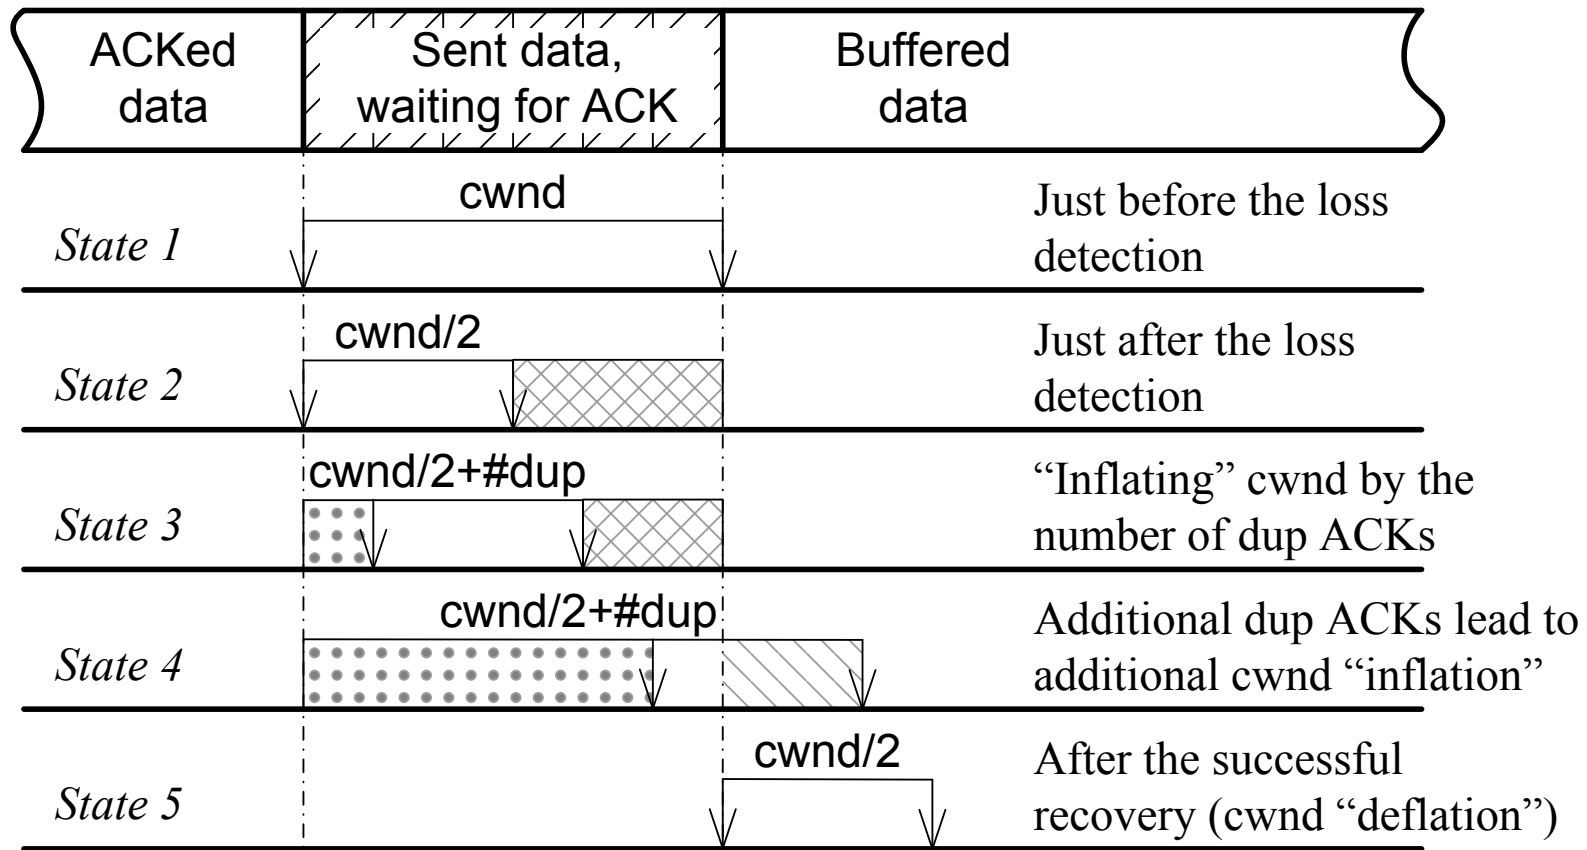 ACKed
data
Sent data,
waiting for ACK
Buffered
data
State 1
cwnd
Just before the loss
detection
State 2
cwnd/2
Just after the loss
detection
State 3
cwnd/2+#dup
“Inflating” cwnd by the
number of dup ACKs
State 4
cwnd/2+#dup
Additional dup ACKs lead to
additional cwnd “inflation”
State 5
cwnd/2
After the successful
recovery (cwnd “deflation”)